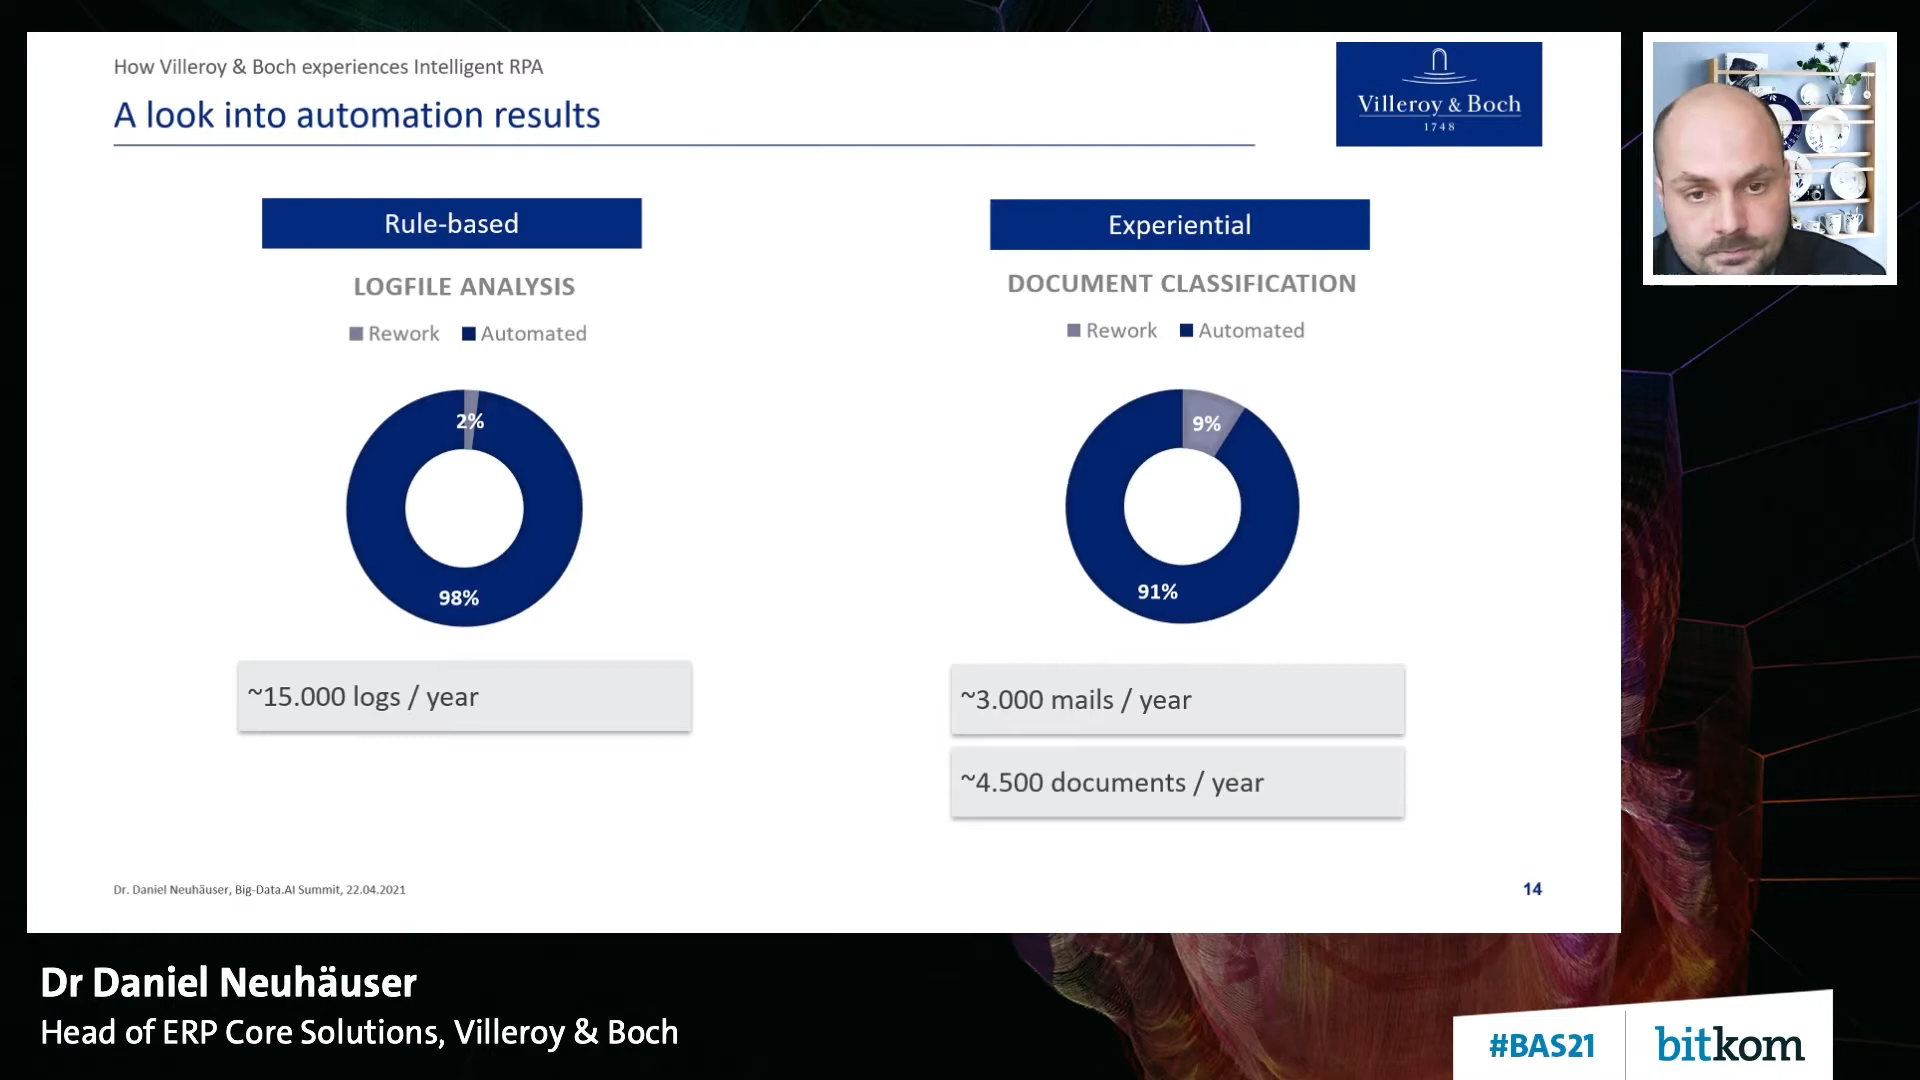 How Villeroy & Boch experiences Intelligent RPA
A look into automation results
Villeroy & Boch
1748
Rule-based
LOGFILE ANALYSIS
Rework Automated
2%
98%
~15.000 logs / year
Experiential
DOCUMENT CLASSIFICATION
Rework Automated
9%
91%
~3.000 mails / year
~4.500 documents / year
Dr. Daniel Neuhäuser, Big-Data.AI Summit, 22.04.2021
14
Dr Daniel Neuhäuser
Head of ERP Core Solutions, Villeroy & Boch
#BAS21
bitkom